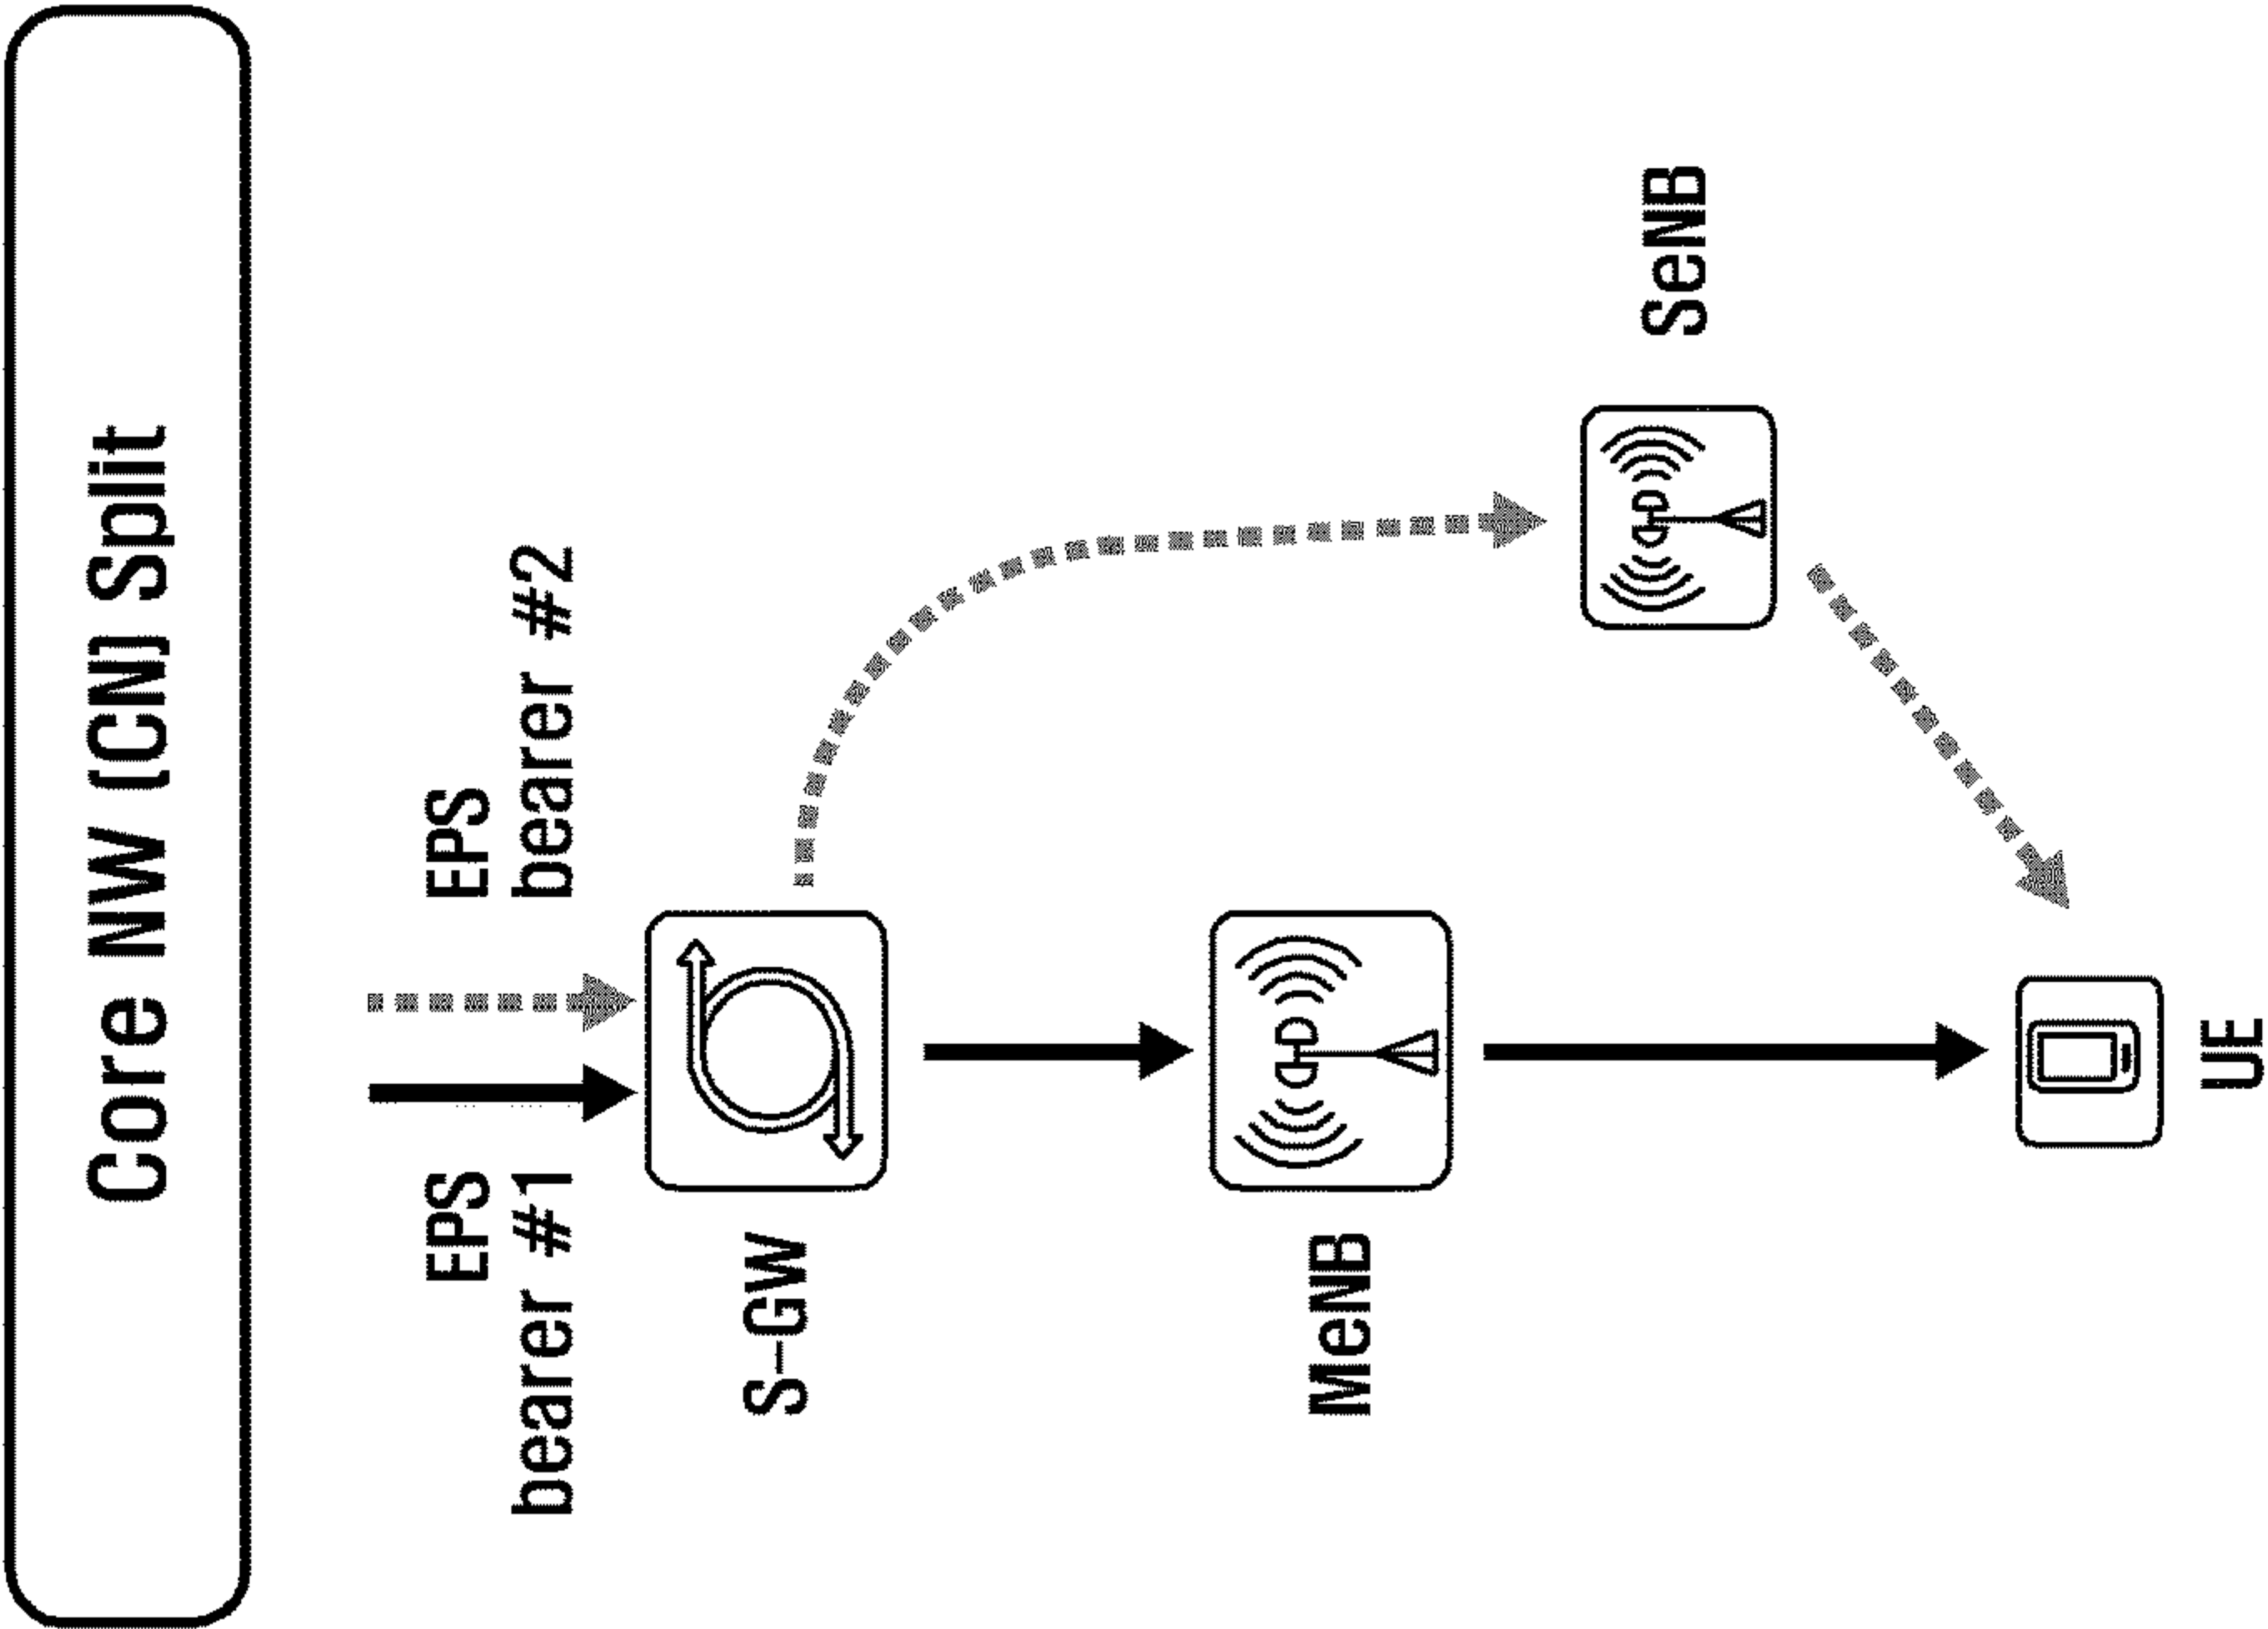 Core NW (CN) Split
EPS
bearer #1
EPS
bearer #2
S-GW
MeNB
SeNB
UE